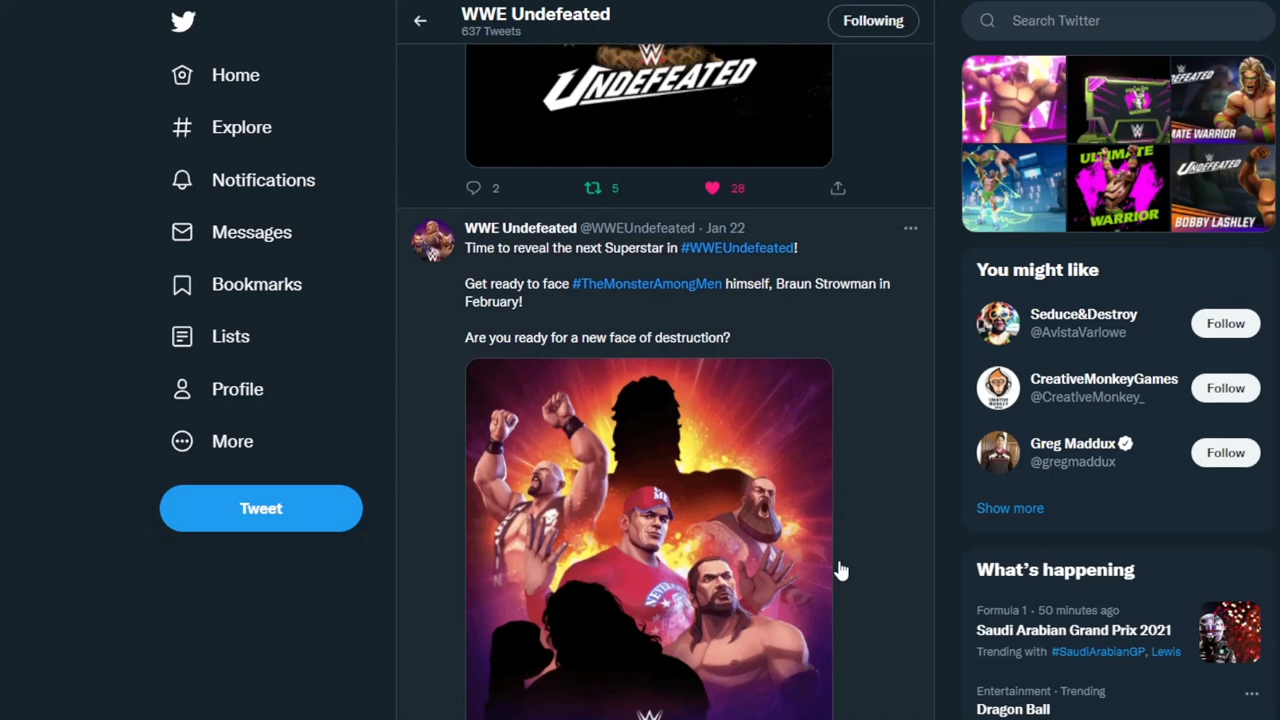 WWE Undefeated
637 Tweets
Following
Search Twitter
Home
Explore
Notifications
Messages
Bookmarks
Lists
Profile
More
Tweet
W
UNDEFEATED
2
5
28
WWE Undefeated @WWEUndefeated · Jan 22
Time to reveal the next Superstar in #WWEUndefeated!
Get ready to face #TheMonsterAmongMen himself, Braun Strowman in
February!
Are you ready for a new face of destruction?
UNDEFEATED
MATE WARRIOR
ULTIMATE
WARRIOR
UNDEFEATED
BOBBY LASHLEY
You might like
Seduce&Destroy
@AvistaVarlowe
Follow
CreativeMonkeyGames
@CreativeMonkey_
Follow
Greg Maddux
@gregmaddux
Follow
Show more
What's happening
Formula 1 · 50 minutes ago
Saudi Arabian Grand Prix 2021
Trending with #SaudiArabianGP, Lewis
Entertainment · Trending
Dragon Ball